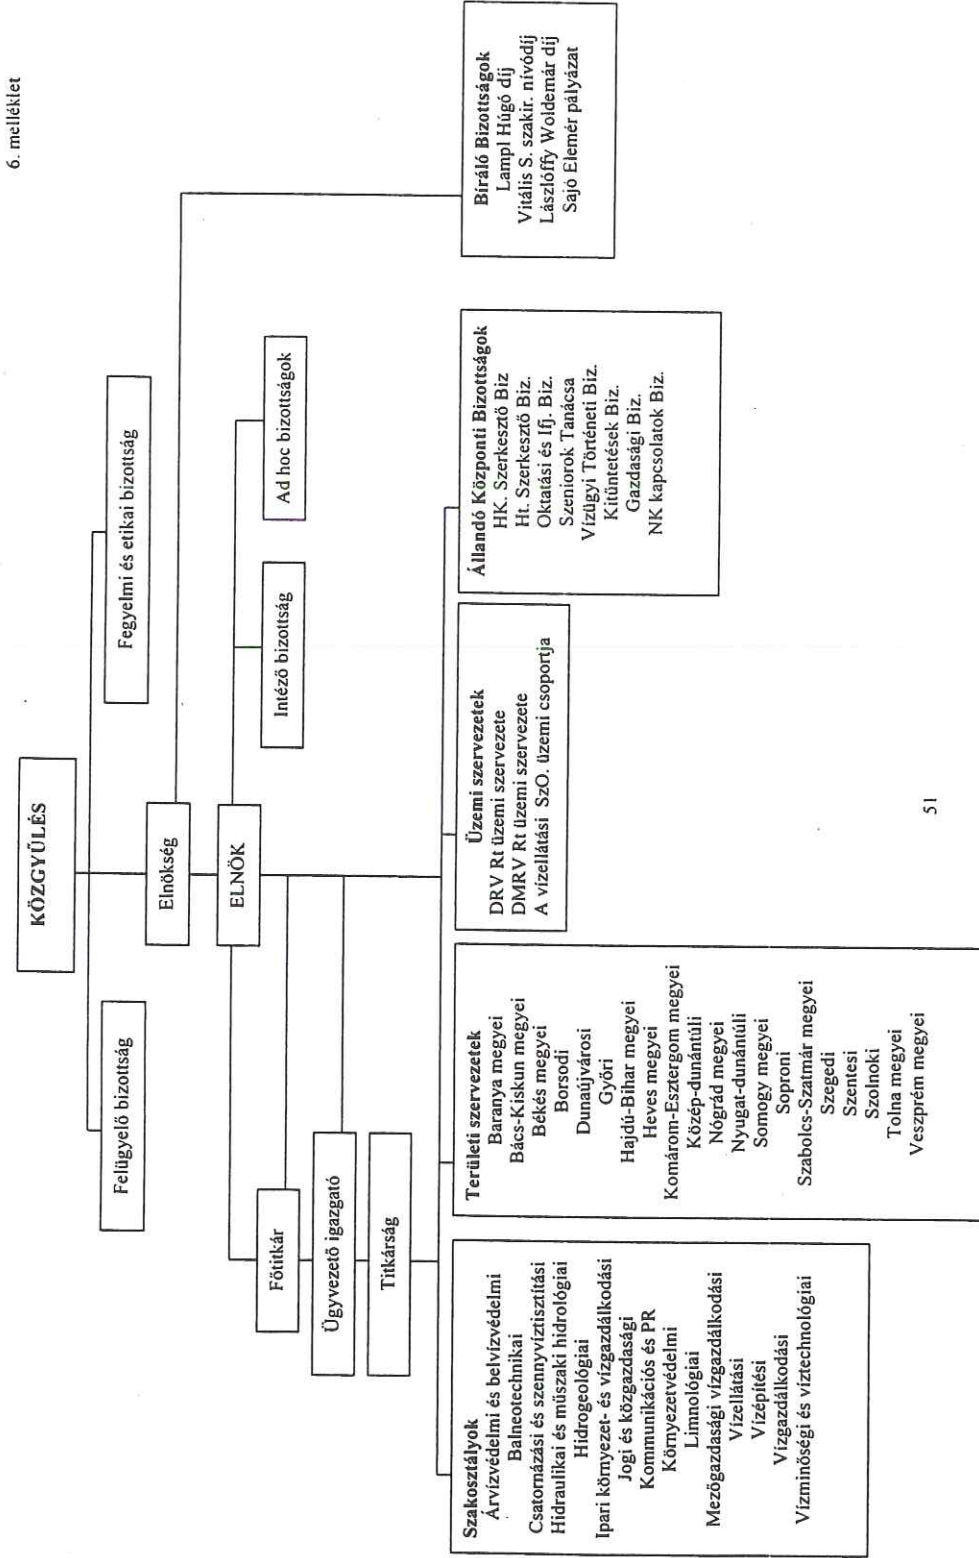 6. melléklet
KÖZGYŰLÉS
Felügyelő bizottság
Fegyelmi és etikai bizottság
Elnökség
ELNÖK
Főtitkár
Intéző bizottság
Ad hoc bizottságok
Ügyvezető igazgató
Titkárság
Szakosztályok
Árvízvédelmi és belvízvédelmi
Balneotechnikai
Csatornázási és szennyvíztisztítási
Hidraulikai és műszaki hidrológiai
Hidrogeológiai
Ipari környezet- és vízgazdálkodási
Jogi és közgazdasági
Kommunikációs és PR
Környezetvédelmi
Limnológiai
Mezőgazdasági vízgazdálkodási
Vízellátási
Vízépítési
Vízgazdálkodási
Vízminőségi és víztechnológiai
Területi szervezetek
Baranya megyei
Bács-Kiskun megyei
Békés megyei
Borsodi
Dunaújvárosi
Győri
Hajdú-Bihar megyei
Heves megyei
Komárom-Esztergom megyei
Közép-dunántúli
Nógrád megyei
Nyugat-dunántúli
Somogy megyei
Soproni
Szabolcs-Szatmár megyei
Szegedi
Szentesi
Szolnoki
Tolna megyei
Veszprém megyei
Üzemi szervezetek
DRV Rt üzemi szervezete
DMRV Rt üzemi szervezete
A vízellátási SzO. üzemi csoportja
Állandó Központi Bizottságok
HK. Szerkesztő Biz
Ht. Szerkesztő Biz.
Oktatási és Ifj. Biz.
Szeniorok Tanácsa
Vízügyi Történeti Biz.
Kitüntetések Biz.
Gazdasági Biz.
NK kapcsolatok Biz.
Bíráló Bizottságok
Lampl Húgó díj
Vitális S. szakir. nívódíj
Lászlóffy Woldemár díj
Sajó Elemér pályázat
51